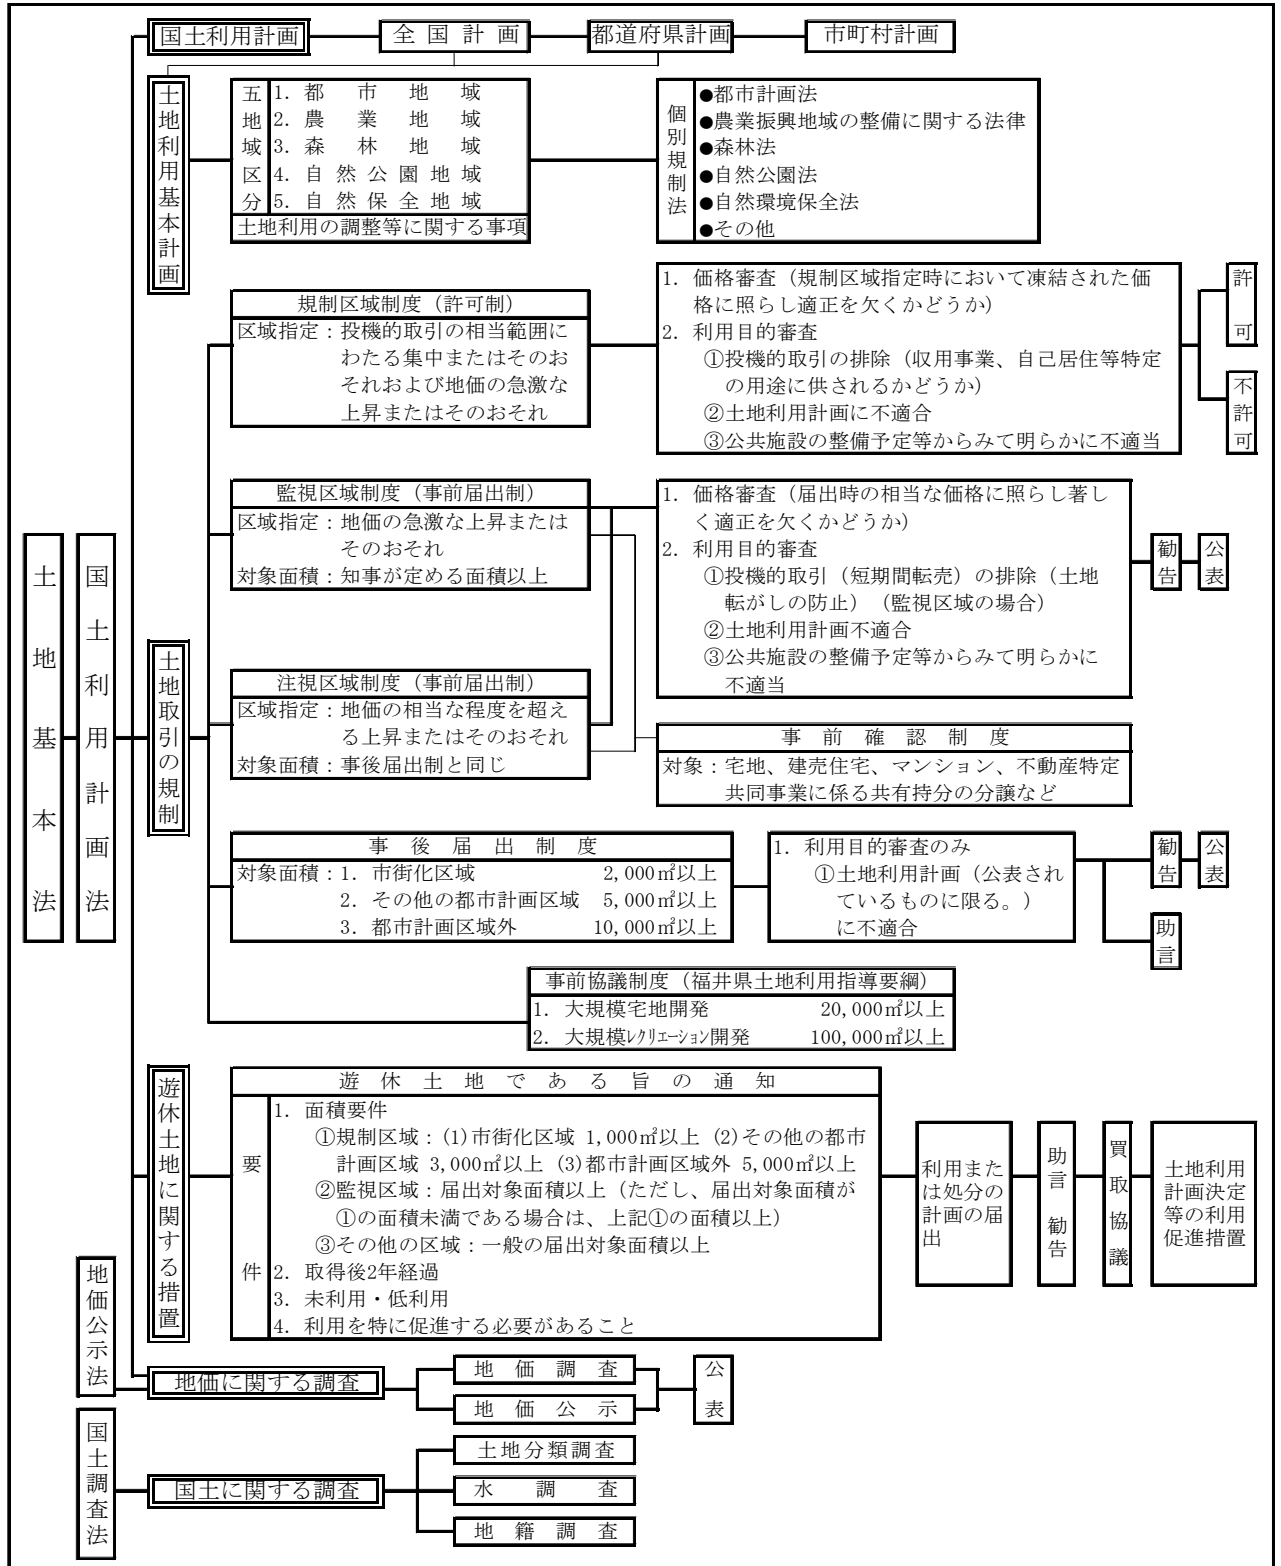 国土利用計画
全国計画
都道府県計画
市町村計画
土地利用基本計画
五地域区分
1. 都市地域
2. 農業地域
3. 森林地域
4. 自然公園地域
5. 自然保全地域
土地利用の調整等に関する事項
個別規制法
●都市計画法
●農業振興地域の整備に関する法律
●森林法
●自然公園法
●自然環境保全法
●その他
土地基本法
国土利用計画法
土地取引の規制
規制区域制度（許可制）
区域指定：投機的取引の相当範囲に
わたる集中またはそのお
それおよび地価の急激な
上昇またはそのおそれ
1. 価格審査（規制区域指定時において凍結された価
格に照らし適正を欠くかどうか）
2. 利用目的審査
①投機的取引の排除（収用事業、自己居住等特定
の用途に供されるかどうか）
②土地利用計画に不適合
③公共施設の整備予定等からみて明らかに不適当
許可
不許可
監視区域制度（事前届出制）
区域指定：地価の急激な上昇または
そのおそれ
対象面積：知事が定める面積以上
1. 価格審査（届出時の相当な価格に照らし著し
く適正を欠くかどうか）
2. 利用目的審査
①投機的取引（短期間転売）の排除（土地
転がしの防止）（監視区域の場合）
②土地利用計画不適合
③公共施設の整備予定等からみて明らかに
不適当
勧告
公表
注視区域制度（事前届出制）
区域指定：地価の相当な程度を超え
る上昇またはそのおそれ
対象面積：事後届出制と同じ
事前確認制度
対象：宅地、建売住宅、マンション、不動産特定
共同事業に係る共有持分の分譲など
事後届出制度
対象面積：1. 市街化区域 2,000㎡以上
2. その他の都市計画区域 5,000㎡以上
3. 都市計画区域外 10,000㎡以上
1. 利用目的審査のみ
①土地利用計画（公表され
ているものに限る。）
に不適合
勧告
公表
助言
事前協議制度（福井県土地利用指導要綱）
1. 大規模宅地開発 20,000㎡以上
2. 大規模ﾚｸﾘｴｰｼｮﾝ開発 100,000㎡以上
遊休土地に関する措置
遊休土地である旨の通知
要件
1. 面積要件
①規制区域：(1)市街化区域 1,000㎡以上 (2)その他の都市
計画区域 3,000㎡以上 (3)都市計画区域外 5,000㎡以上
②監視区域：届出対象面積以上（ただし、届出対象面積が
①の面積未満である場合は、上記①の面積以上）
③その他の区域：一般の届出対象面積以上
2. 取得後2年経過
3. 未利用・低利用
4. 利用を特に促進する必要があること
利用また
は処分の
計画の届
出
助言 勧告
買取協議
土地利用
計画決定
等の利用
促進措置
地価公示法
地価に関する調査
地価調査
地価公示
公表
国土調査法
国土に関する調査
土地分類調査
水調査
地籍調査